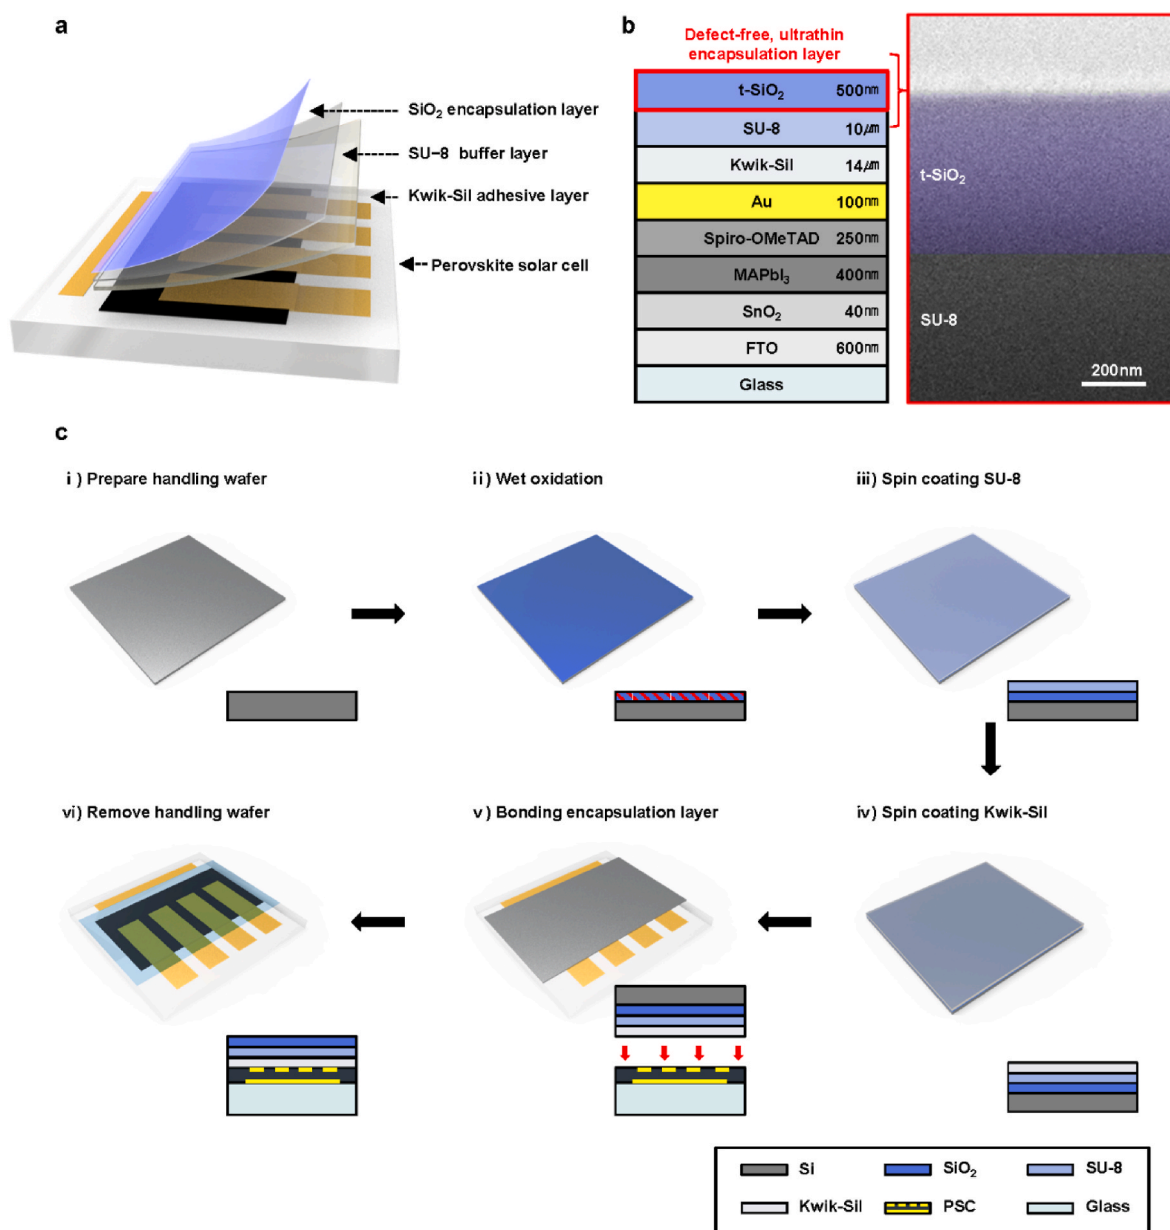 a
SiO₂ encapsulation layer
SU-8 buffer layer
Kwik-Sil adhesive layer
Perovskite solar cell
b
Defect-free, ultrathin
encapsulation layer
t-SiO₂ 500㎚
SU-8 10㎛
Kwik-Sil 14㎛
Au 100㎚
Spiro-OMeTAD 250㎚
MAPbI₃ 400㎚
SnO₂ 40㎚
FTO 600㎚
Glass
t-SiO₂
SU-8
200nm
c
i ) Prepare handling wafer
ii ) Wet oxidation
iii ) Spin coating SU-8
vi ) Remove handling wafer
v ) Bonding encapsulation layer
iv ) Spin coating Kwik-Sil
Si
SiO₂
SU-8
Kwik-Sil
PSC
Glass